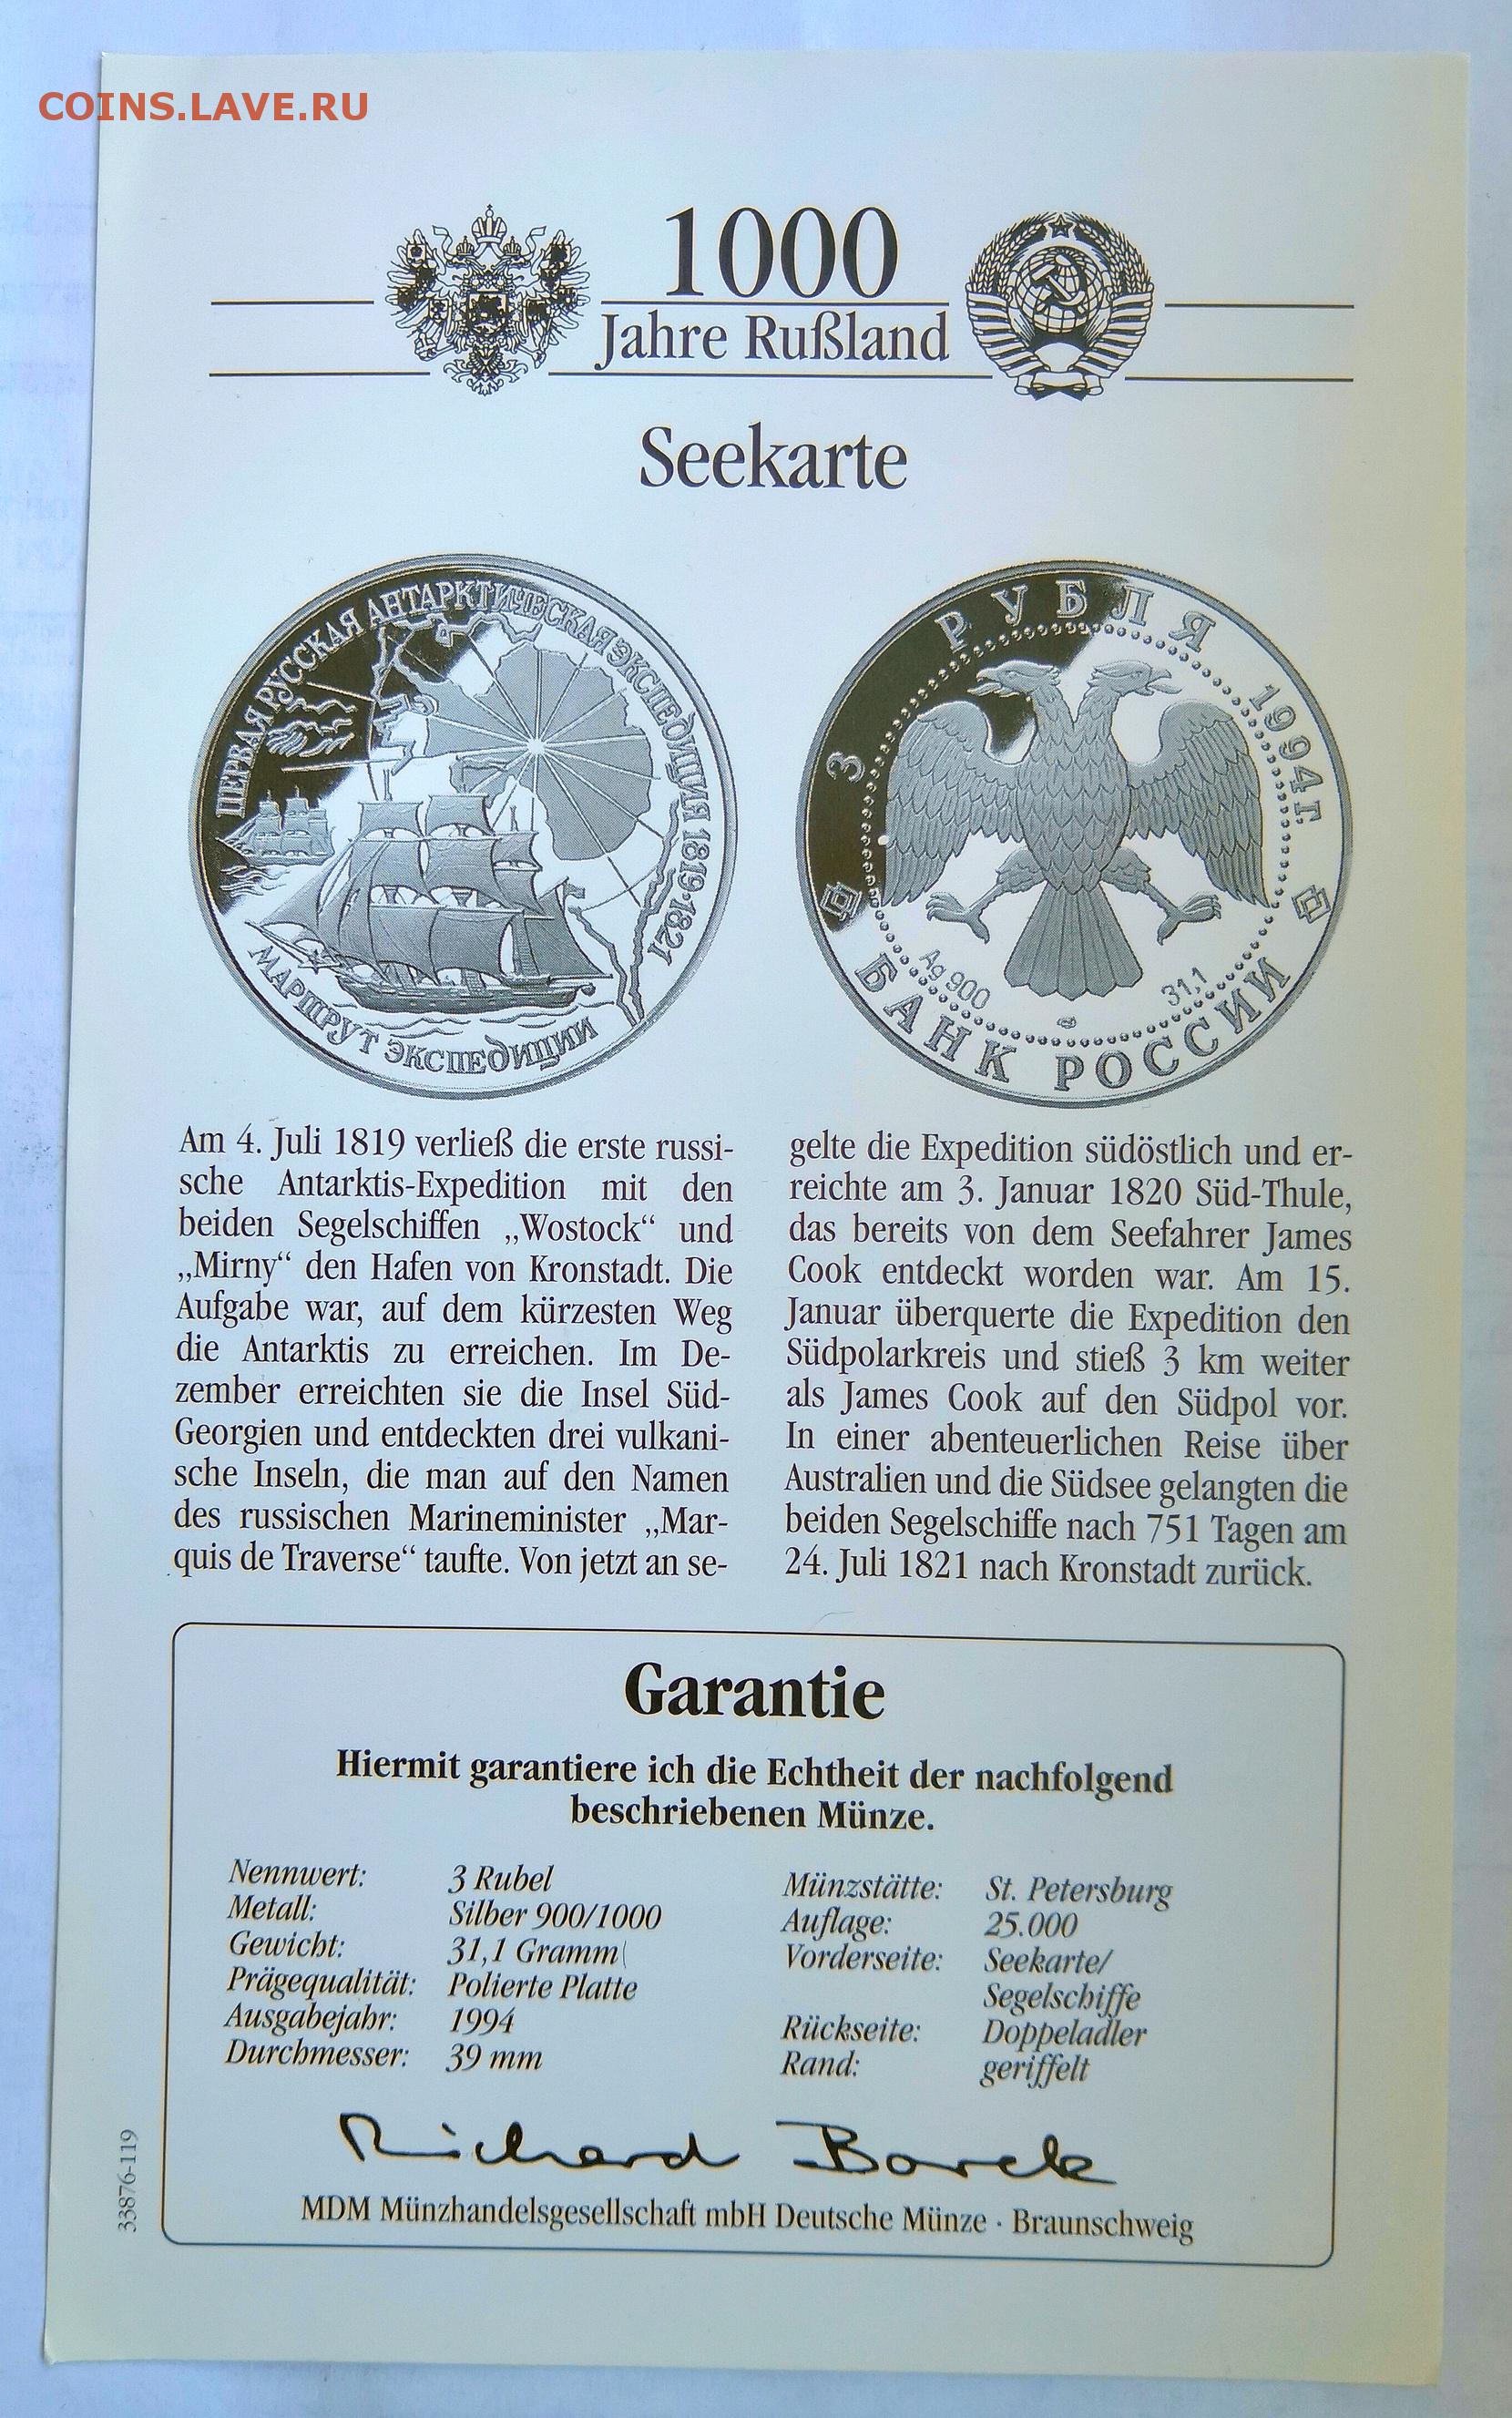 COINS.LAVE.RU
1000
Jahre Rußland
Seekarte
ПЕРВАЯ РУССКАЯ АНТАРКТИЧЕСКАЯ ЭКСПЕДИЦИЯ 1819-1821
МАРШРУТ ЭКСПЕДИЦИИ
3 РУБЛЯ 1994 г.
Ag 900
31,1
БАНК РОССИИ
Am 4. Juli 1819 verließ die erste russi-
sche Antarktis-Expedition mit den
beiden Segelschiffen „Wostock“ und
„Mirny“ den Hafen von Kronstadt. Die
Aufgabe war, auf dem kürzesten Weg
die Antarktis zu erreichen. Im De-
zember erreichten sie die Insel Süd-
Georgien und entdeckten drei vulkani-
sche Inseln, die man auf den Namen
des russischen Marineminister „Mar-
quis de Traverse“ taufte. Von jetzt an se-
gelte die Expedition südöstlich und er-
reichte am 3. Januar 1820 Süd-Thule,
das bereits von dem Seefahrer James
Cook entdeckt worden war. Am 15.
Januar überquerte die Expedition den
Südpolarkreis und stieß 3 km weiter
als James Cook auf den Südpol vor.
In einer abenteuerlichen Reise über
Australien und die Südsee gelangten die
beiden Segelschiffe nach 751 Tagen am
24. Juli 1821 nach Kronstadt zurück.
Garantie
Hiermit garantiere ich die Echtheit der nachfolgend
beschriebenen Münze.
Nennwert: 3 Rubel
Metall: Silber 900/1000
Gewicht: 31,1 Gramm
Prägequalität: Polierte Platte
Ausgabejahr: 1994
Durchmesser: 39 mm
Münzstätte: St. Petersburg
Auflage: 25.000
Vorderseite: Seekarte/
Segelschiffe
Rückseite: Doppeladler
Rand: geriffelt
Richard Borek
MDM Münzhandelsgesellschaft mbH Deutsche Münze · Braunschweig
33876-119